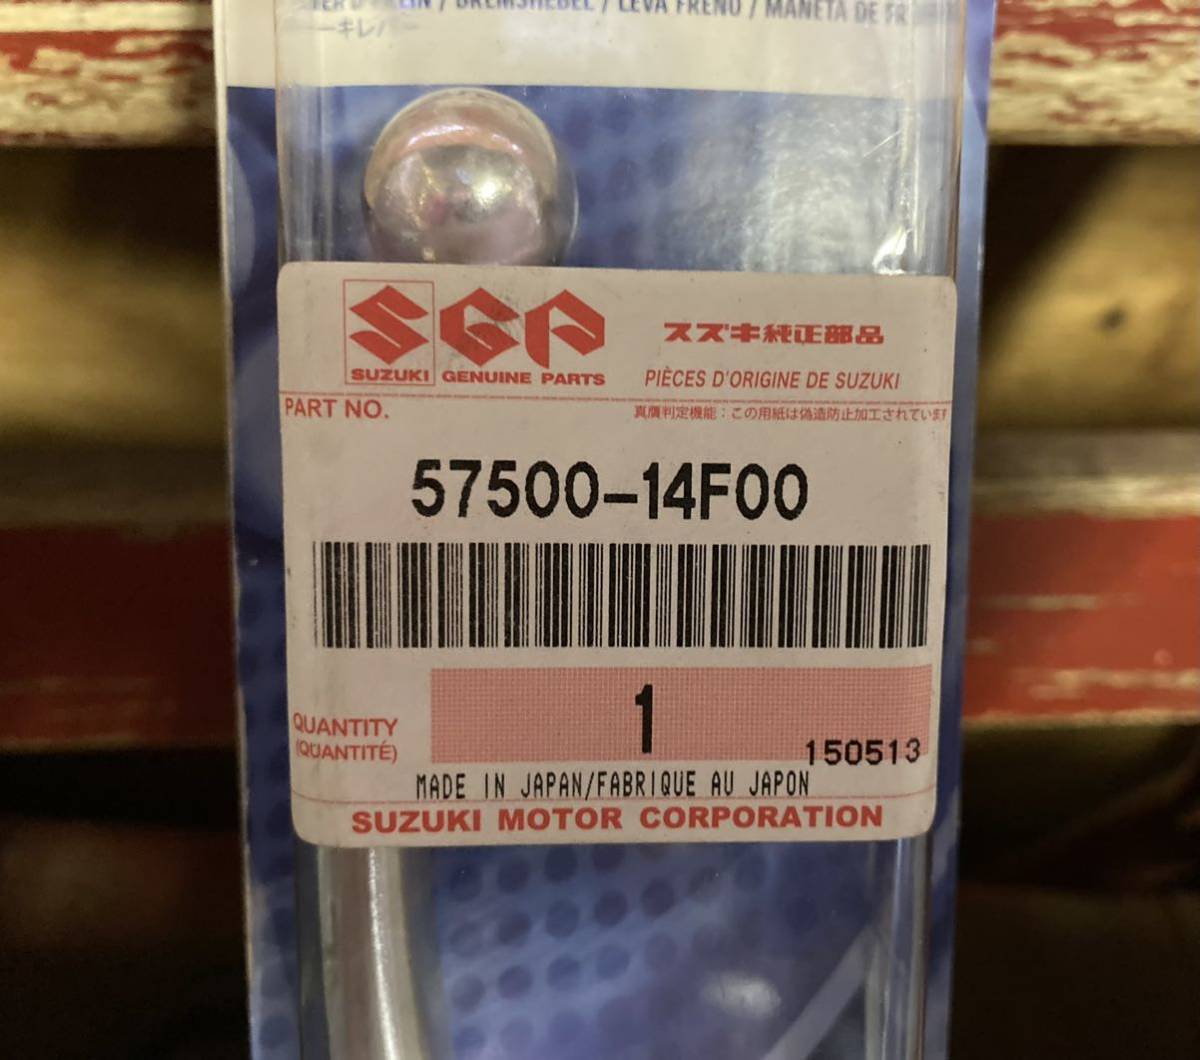 BREMSHEBEL / LEVA FRENO / MANETA DE
ーキレバ
SUZUKI GENUINE PARTS
スズキ純正部品
PIÈCES D'ORIGINE DE SUZUKI
PART NO.
真贋判定機能：この用紙は偽造防止加工されています
57500-14F00
QUANTITY
(QUANTITÉ)
1
150513
MADE IN JAPAN/FABRIQUE AU JAPON
SUZUKI MOTOR CORPORATION